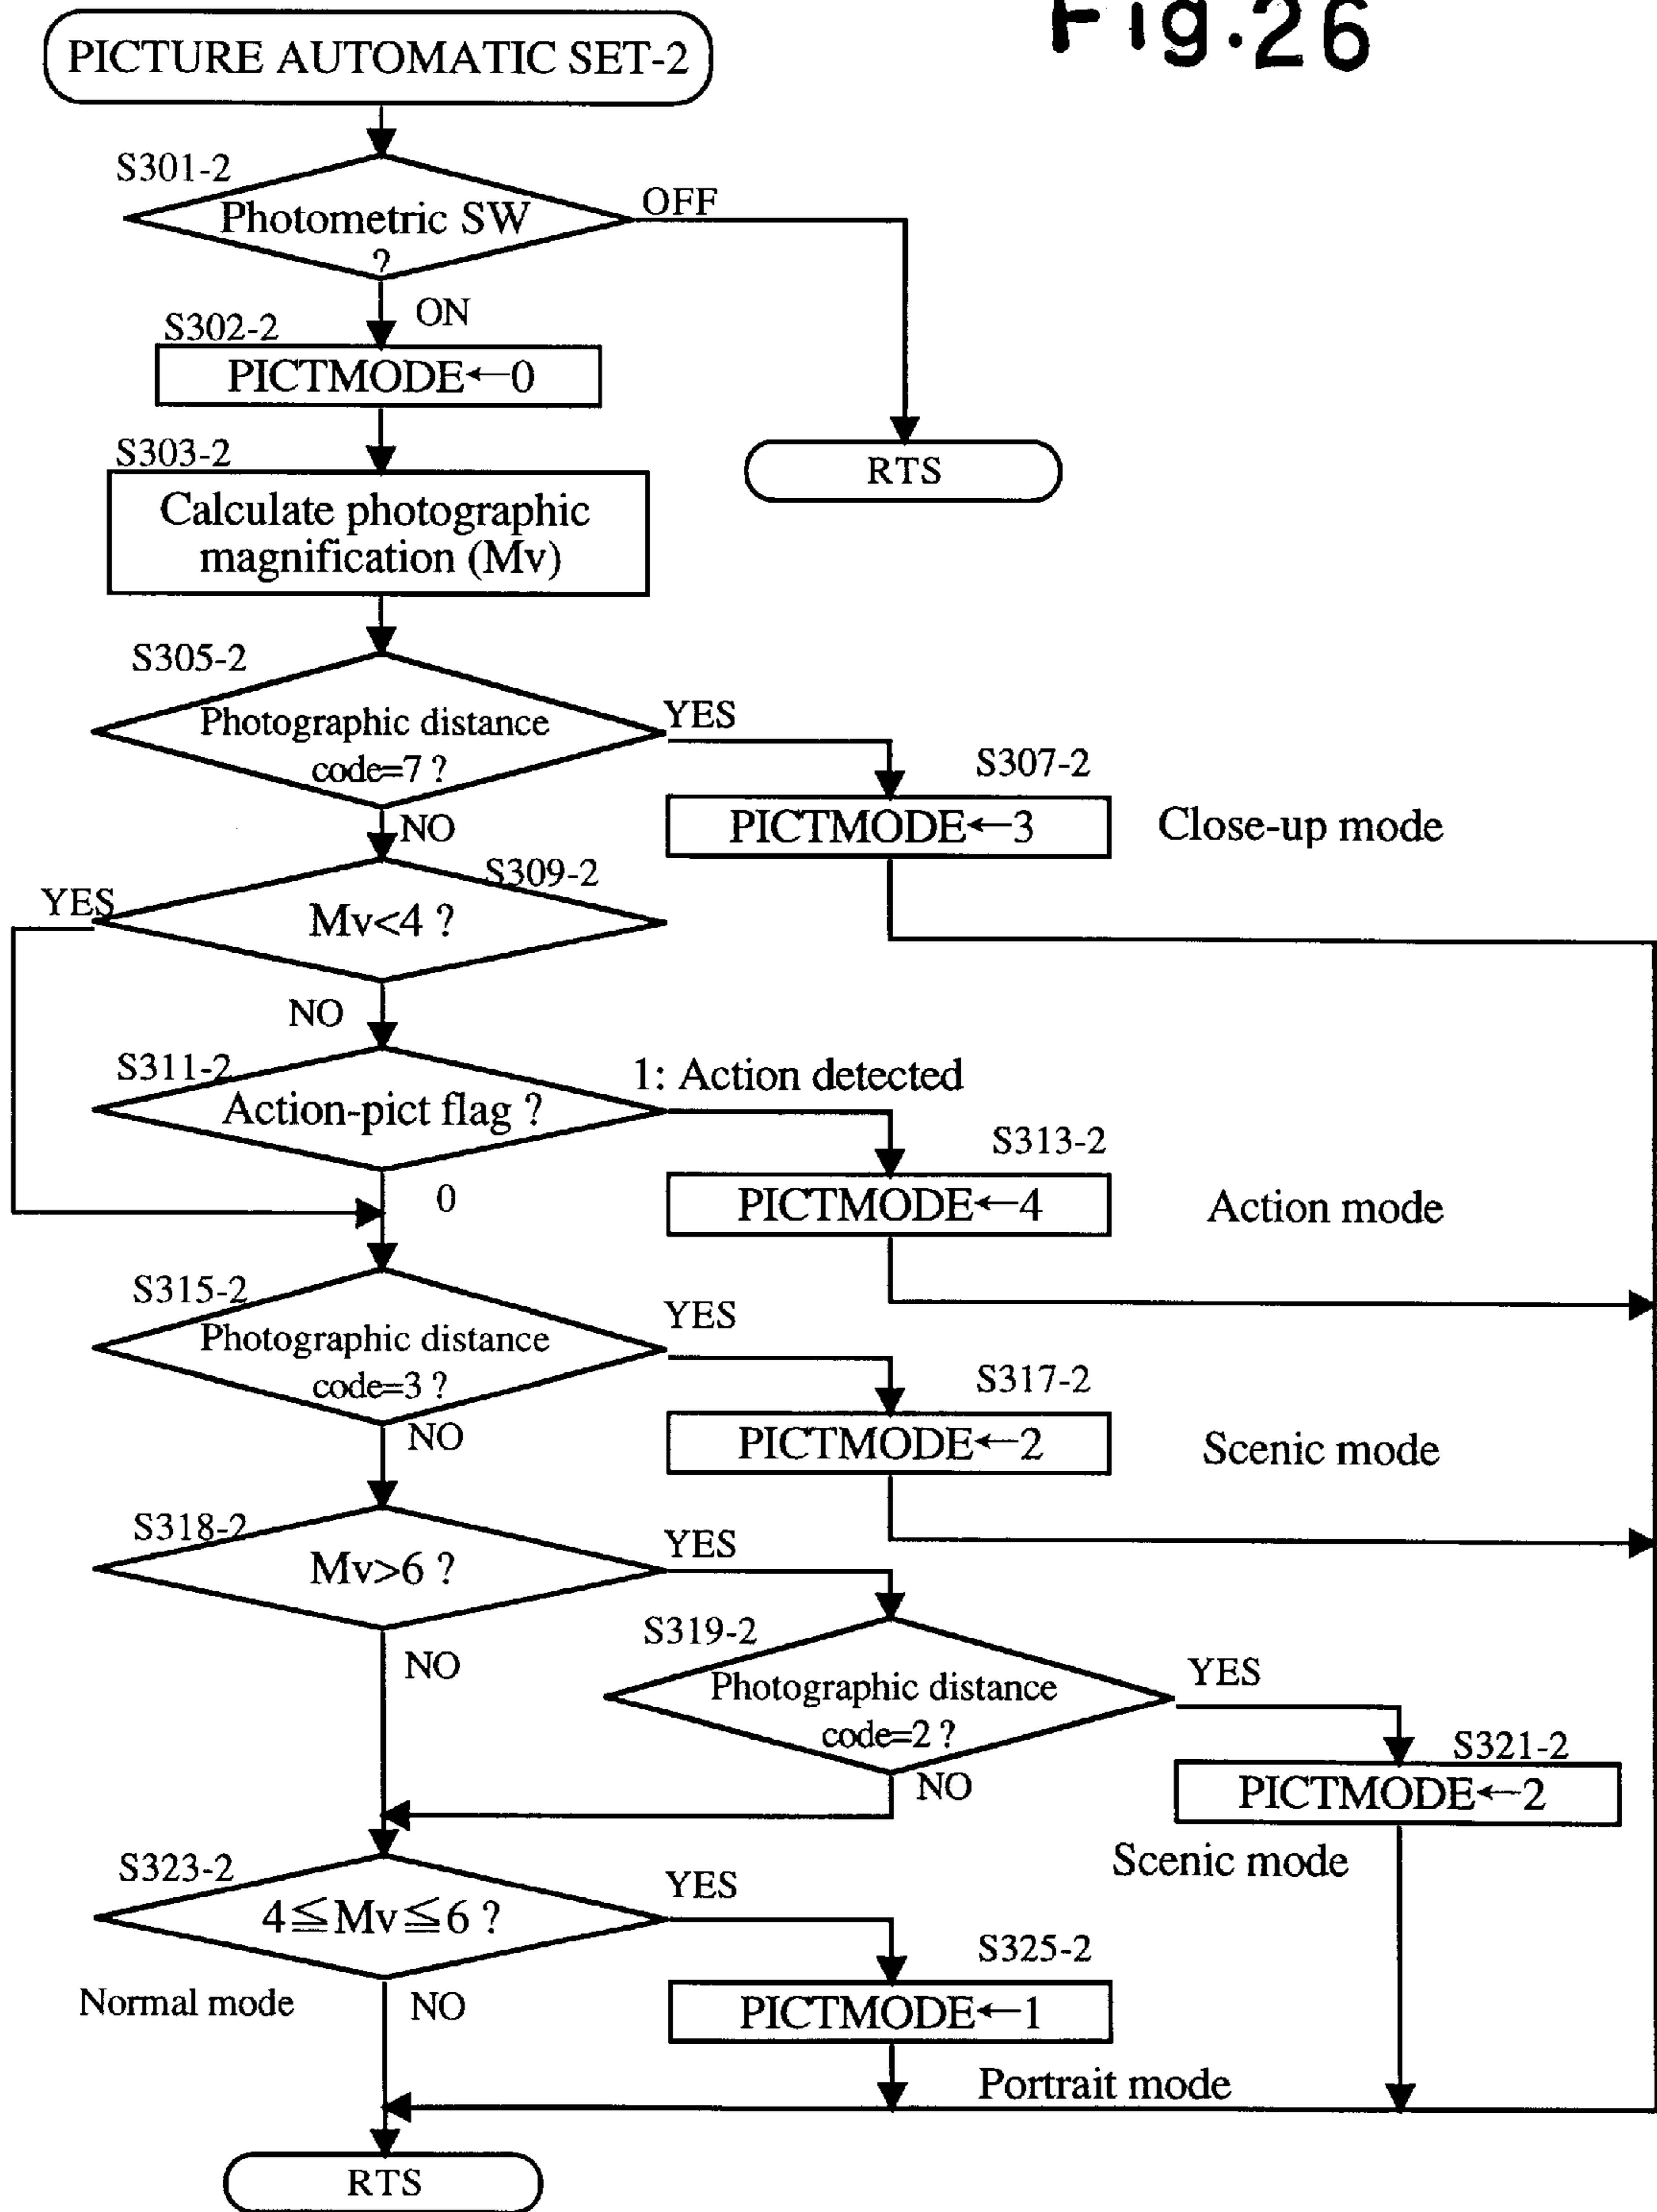 Fig.26
PICTURE AUTOMATIC SET-2
S301-2
Photometric SW
?
OFF
ON
S302-2
PICTMODE←0
RTS
S303-2
Calculate photographic
magnification (Mv)
S305-2
Photographic distance
code=7 ?
YES
NO
S307-2
PICTMODE←3
Close-up mode
S309-2
YES
Mv<4 ?
NO
S311-2
Action-pict flag ?
1: Action detected
0
S313-2
PICTMODE←4
Action mode
S315-2
Photographic distance
code=3 ?
YES
NO
S317-2
PICTMODE←2
Scenic mode
S318-2
Mv>6 ?
YES
NO
S319-2
Photographic distance
code=2 ?
YES
NO
S321-2
PICTMODE←2
Scenic mode
S323-2
4≦Mv≦6 ?
YES
Normal mode
NO
S325-2
PICTMODE←1
Portrait mode
RTS